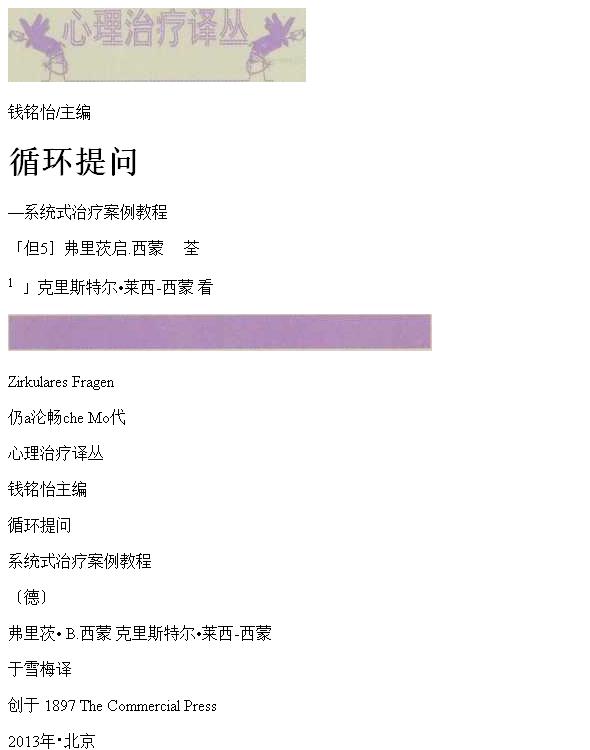 心理治疗译丛
钱铭怡/主编
循环提问
—系统式治疗案例教程
「但5］弗里茨启.西蒙 荃
1 」克里斯特尔•莱西-西蒙 看
Zirkulares Fragen
仍a沦畅che Mo代
心理治疗译丛
钱铭怡主编
循环提问
系统式治疗案例教程
〔德〕
弗里茨• B.西蒙 克里斯特尔•莱西-西蒙
于雪梅译
创于 1897 The Commercial Press
2013年•北京